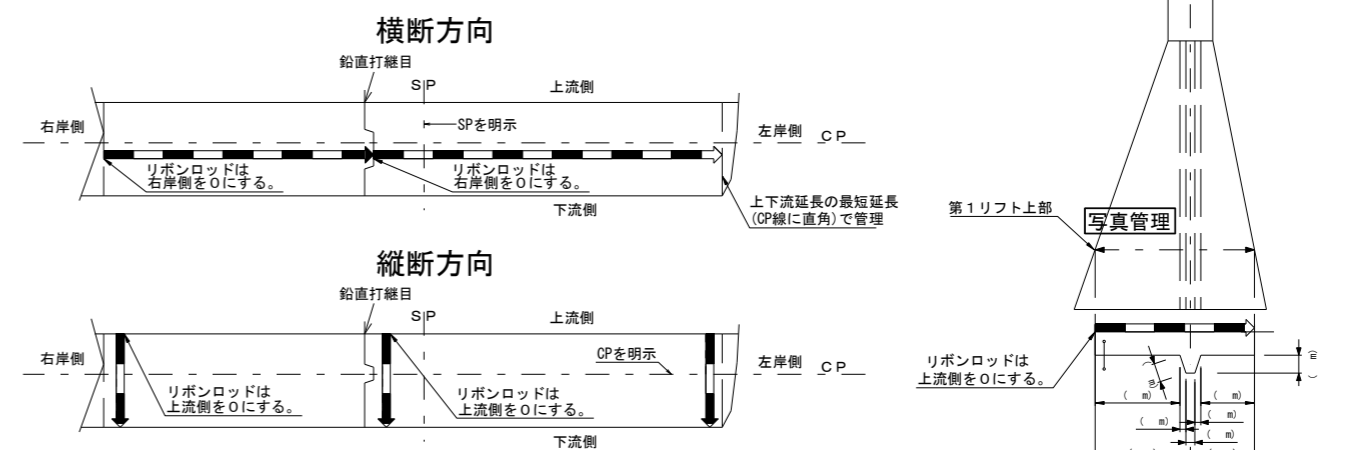 横断方向
鉛直打継目
SP
上流側
右岸側
SPを明示
左岸側
CP
リボンロッドは
右岸側を0にする。
リボンロッドは
右岸側を0にする。
上下流延長の最短延長
(CP線に直角)で管理
下流側
縦断方向
鉛直打継目
SP
上流側
右岸側
CPを明示
左岸側
CP
リボンロッドは
上流側を0にする。
リボンロッドは
上流側を0にする。
下流側
第1リフト上部
写真管理
リボンロッドは
上流側を0にする。
( m)
( m)
( m)
( m)
( m)
( m)